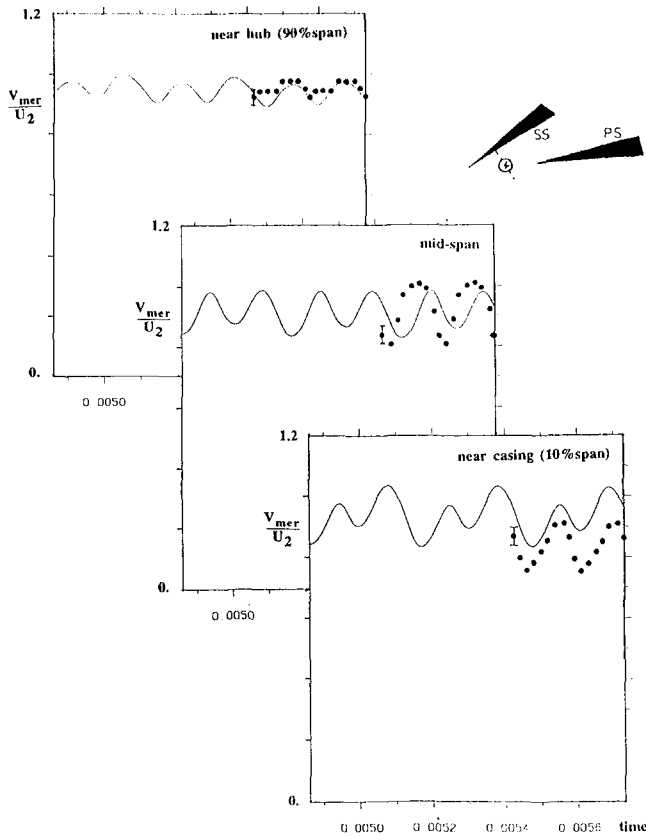 1.2
near hub (90%span)
V_mer
U_2
SS
PS
1.2
mid-span
0.
V_mer
U_2
0.0050
1.2
near casing (10%span)
V_mer
U_2
0.
0.0050
0.
0.0050 0.0052 0.0054 0.0056 time